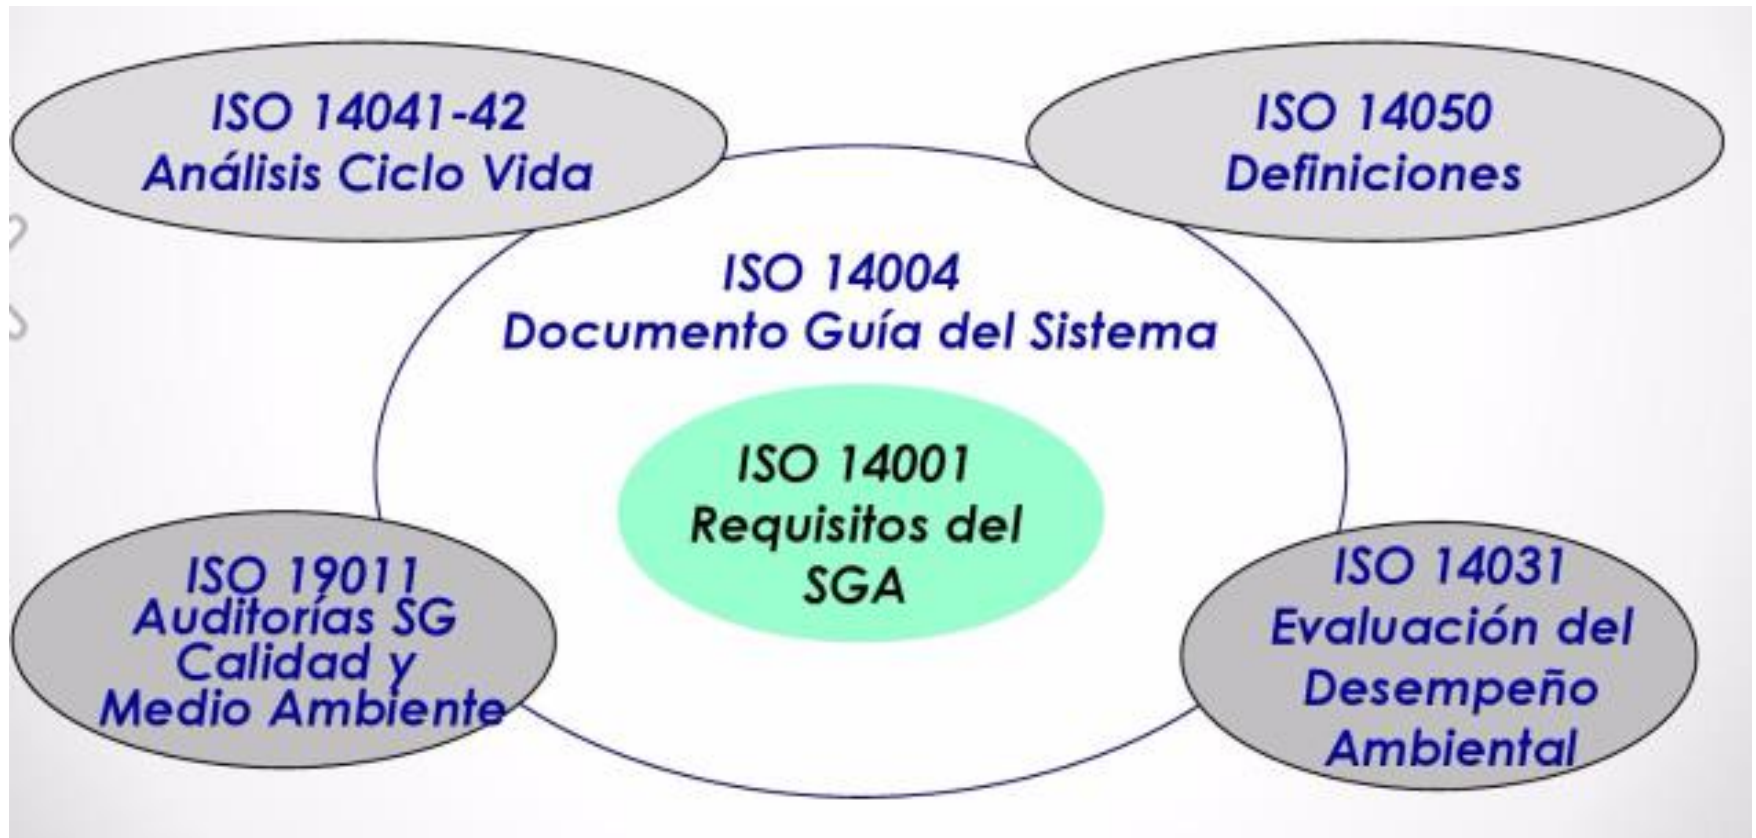 ISO 14041-42
Análisis Ciclo Vida
ISO 14050
Definiciones
ISO 14004
Documento Guía del Sistema
ISO 14001
Requisitos del
SGA
ISO 19011
Auditorías SG
Calidad y
Medio Ambiente
ISO 14031
Evaluación del
Desempeño
Ambiental